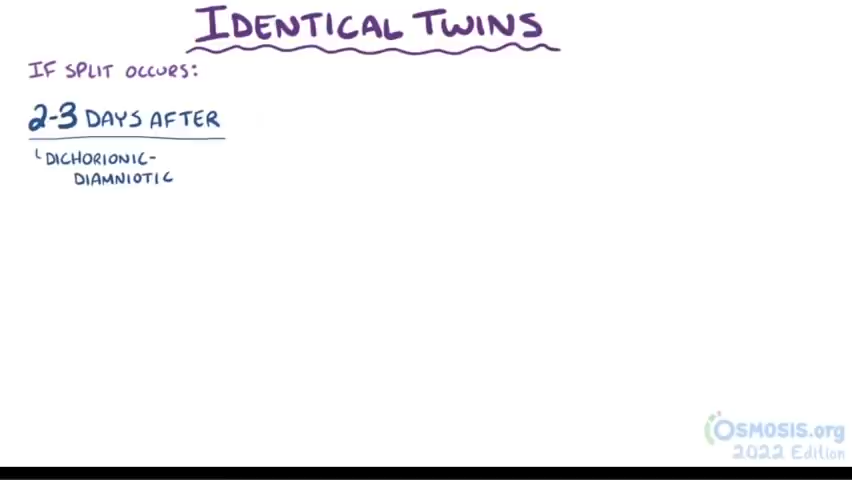 IDENTICAL TWINS
IF SPLIT OCCURS:
2-3 DAYS AFTER
DICHORIONIC-
DIAMNIOTIC
OSMOSIS.org
2022 Edition